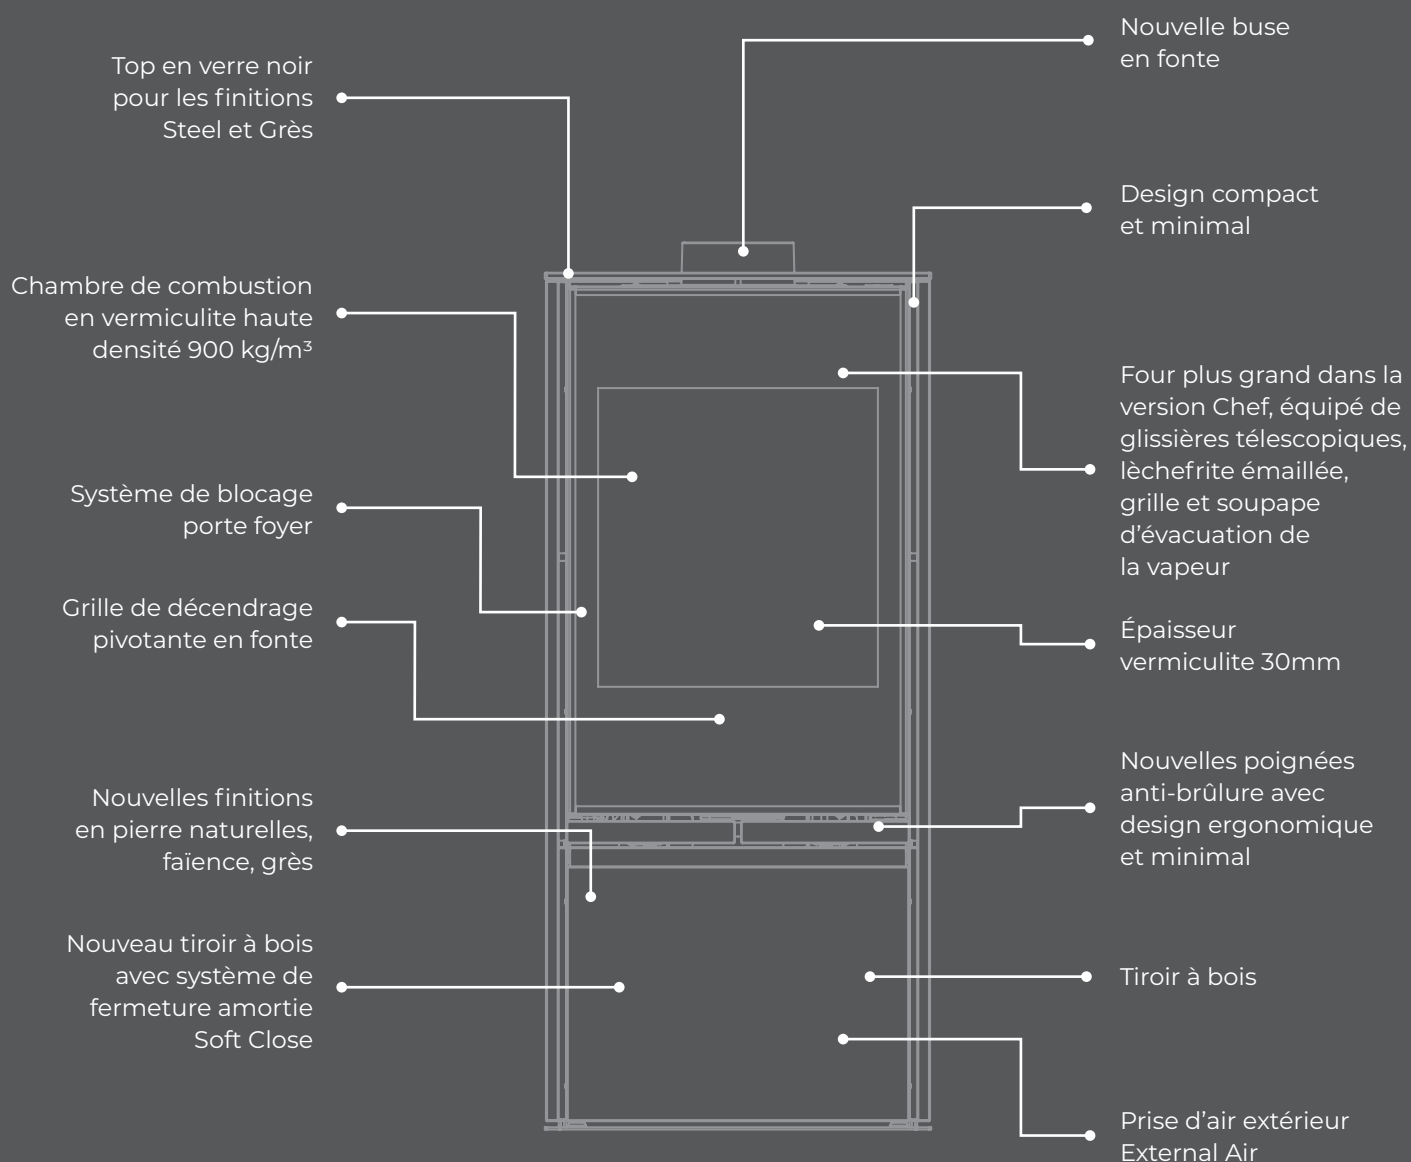 Top en verre noir
pour les finitions
Steel et Grès
Chambre de combustion
en vermiculite haute
densité 900 kg/m³
Système de blocage
porte foyer
Grille de décendrage
pivotante en fonte
Nouvelles finitions
en pierre naturelles,
faïence, grès
Nouveau tiroir à bois
avec système de
fermeture amortie
Soft Close
Nouvelle buse
en fonte
Design compact
et minimal
Four plus grand dans la
version Chef, équipé de
glissières télescopiques,
lèchefrite émaillée,
grille et soupape
d’évacuation de
la vapeur
Épaisseur
vermiculite 30mm
Nouvelles poignées
anti-brûlure avec
design ergonomique
et minimal
Tiroir à bois
Prise d’air extérieur
External Air